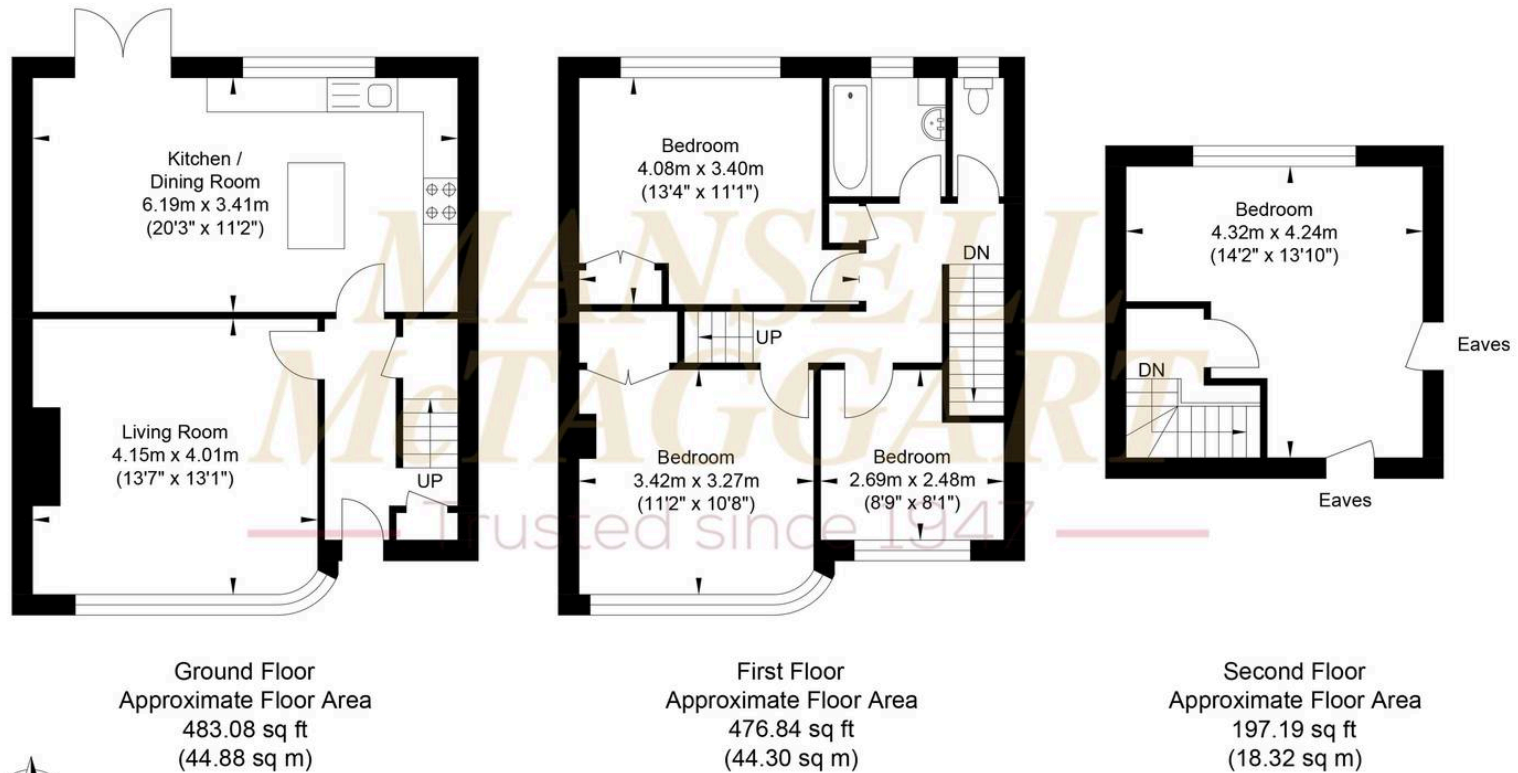 Kitchen /
Dining Room
6.19m x 3.41m
(20'3" x 11'2")
Living Room
4.15m x 4.01m
(13'7" x 13'1")
UP
Ground Floor
Approximate Floor Area
483.08 sq ft
(44.88 sq m)
Bedroom
4.08m x 3.40m
(13'4" x 11'1")
DN
UP
Bedroom
3.42m x 3.27m
(11'2" x 10'8")
Bedroom
2.69m x 2.48m
(8'9" x 8'1")
First Floor
Approximate Floor Area
476.84 sq ft
(44.30 sq m)
Bedroom
4.32m x 4.24m
(14'2" x 13'10")
Eaves
DN
Eaves
Second Floor
Approximate Floor Area
197.19 sq ft
(18.32 sq m)
MANSELL
McTAGGART
Trusted since 1947